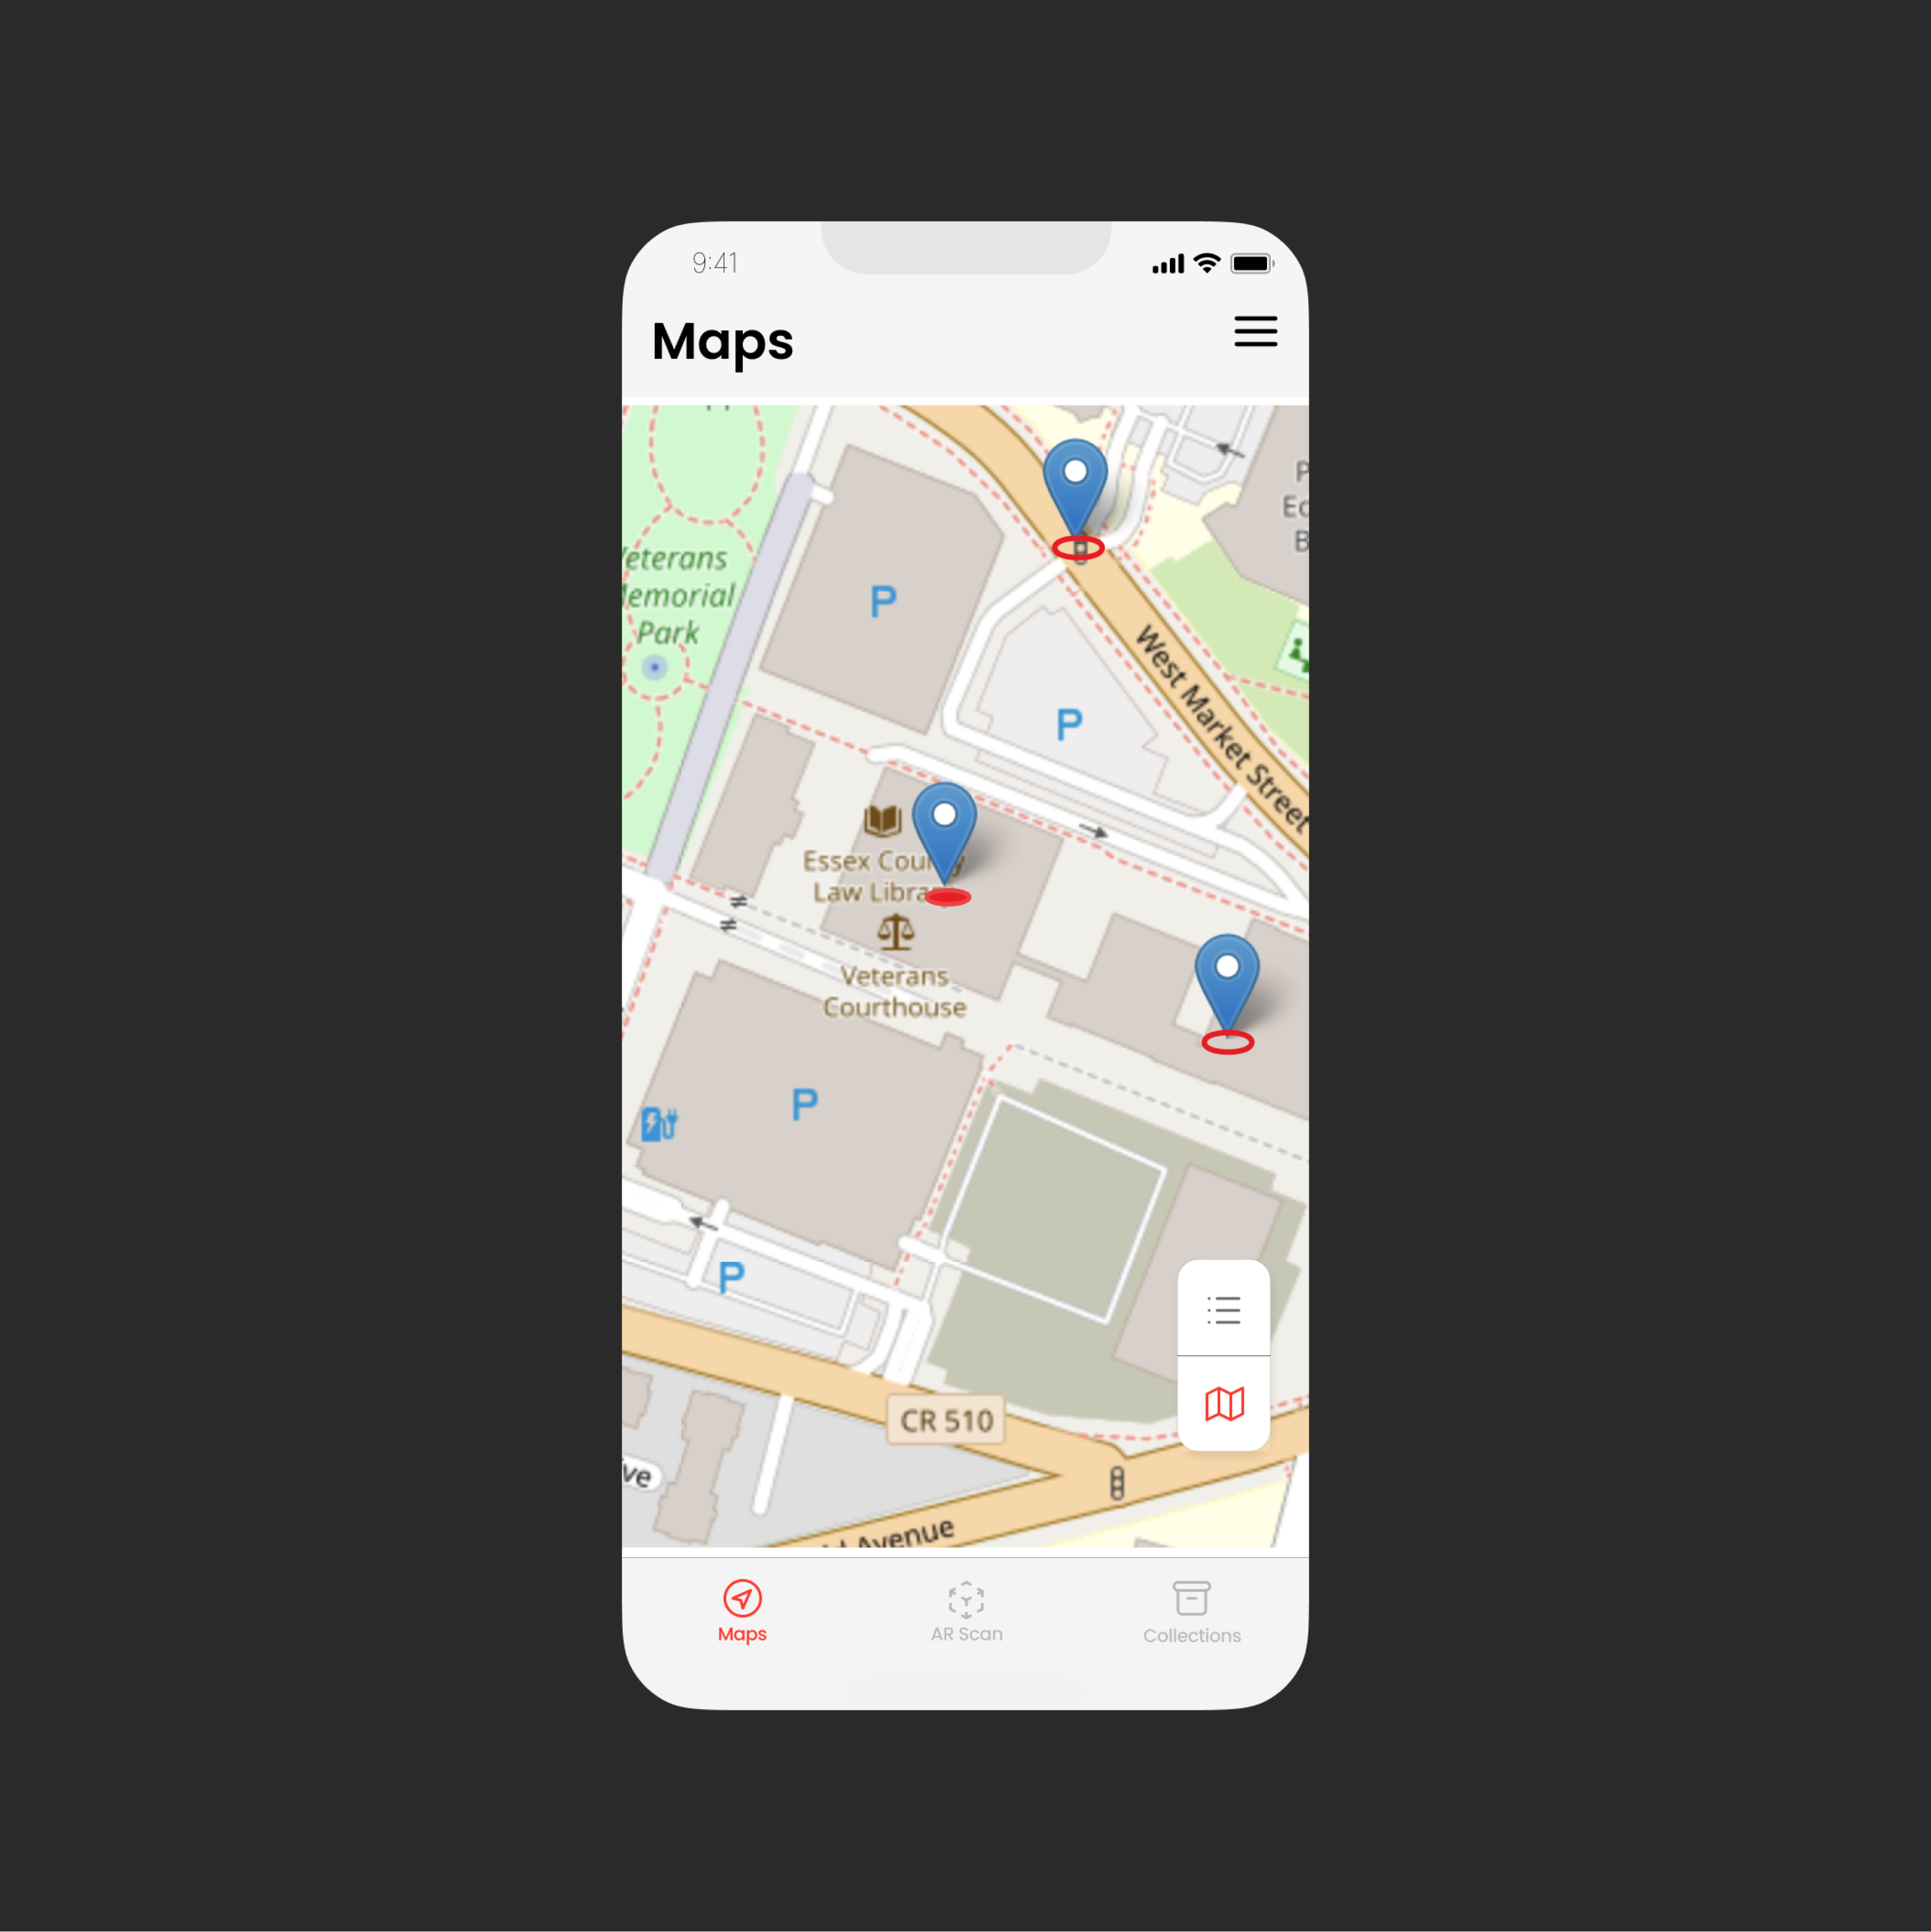 9:41
Maps
P
Ec
B
eterans
emorial
Park
P
P
West Market Street
Essex Coun y
Law Libra
Veterans
Courthouse
P
P
CR 510
ve
Avenue
Maps
AR Scan
Collections